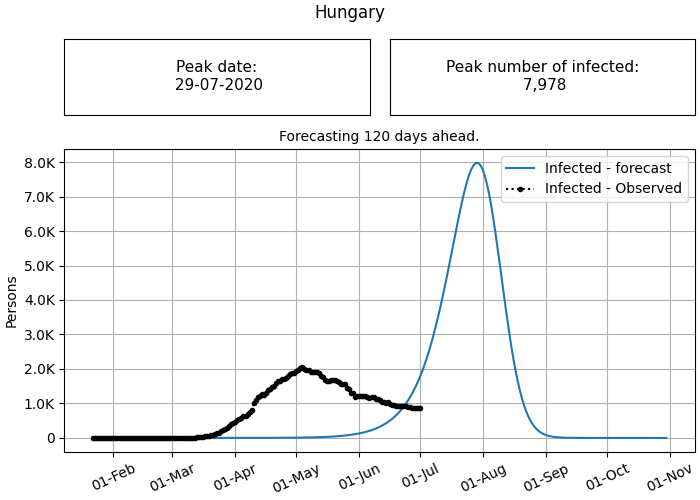 Hungary
Peak date:
29-07-2020
Peak number of infected:
7,978
Forecasting 120 days ahead.
8.0K
7.0K
6.0K
5.0K
4.0K
3.0K
2.0K
1.0K
0
Persons
Infected - forecast
Infected - Observed
01-Feb
01-Mar
01-Apr
01-May
01-Jun
01-Jul
01-Aug
01-Sep
01-Oct
01-Nov